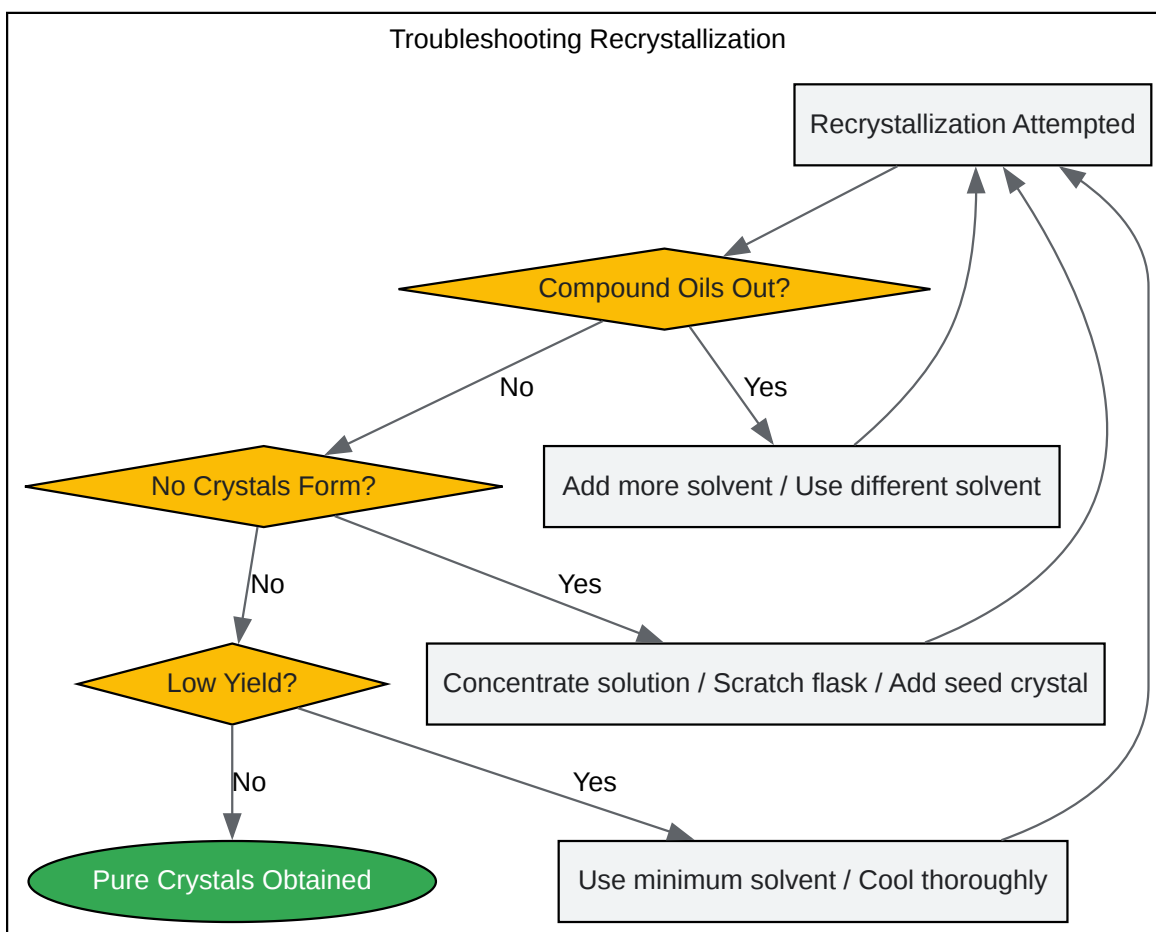 Troubleshooting Recrystallization
Recrystallization Attempted
Compound Oils Out?
No
Yes
No Crystals Form?
Add more solvent / Use different solvent
No
Yes
Low Yield?
Concentrate solution / Scratch flask / Add seed crystal
No
Yes
Pure Crystals Obtained
Use minimum solvent / Cool thoroughly